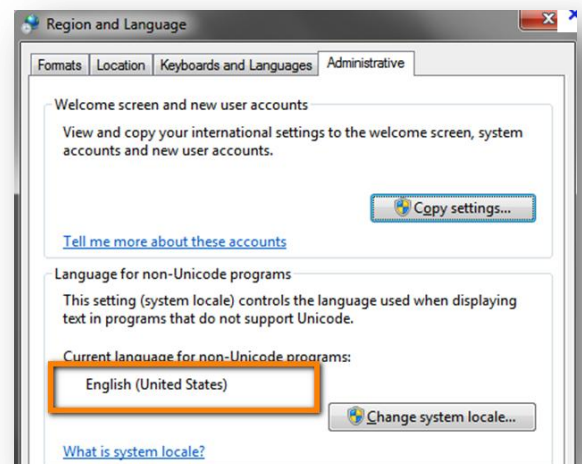 Region and Language
Formats Location Keyboards and Languages Administrative
Welcome screen and new user accounts
View and copy your international settings to the welcome screen, system
accounts and new user accounts.
Copy settings...
Tell me more about these accounts
Language for non-Unicode programs
This setting (system locale) controls the language used when displaying
text in programs that do not support Unicode.
Current language for non-Unicode programs:
English (United States)
Change system locale...
What is system locale?